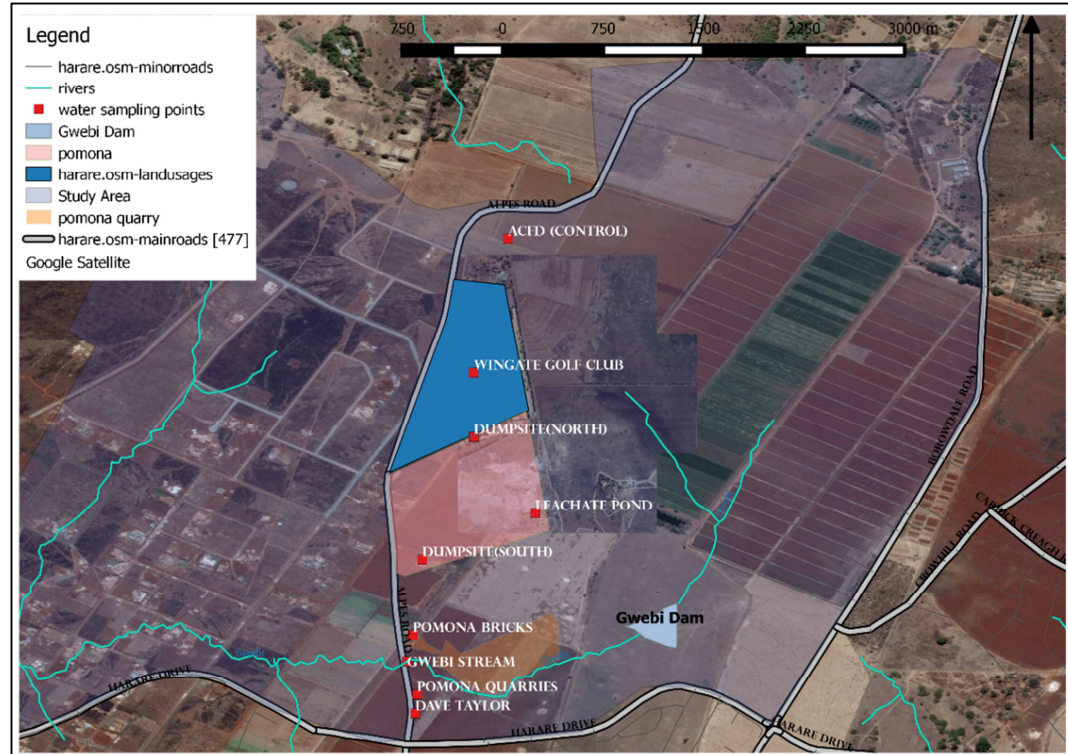 Legend
harare.osm-minorroads
rivers
water sampling points
Gwebi Dam
pomona
harare.osm-landusages
Study Area
pomona quarry
harare.osm-mainroads [477]
Google Satellite
750 0 750 1500 2250 3000 m
ALPES ROAD
ACFD (CONTROL)
WINGATE GOLF CLUB
DUMPSITE(NORTH)
LEACHATE POND
DUMPSITE(SOUTH)
BOROWDALE ROAD
CROWHILL ROAD
ALPES ROAD
Gwebi Dam
POMONA BRICKS
GWEBI STREAM
POMONA QUARRIES
DAVE TAYLOR
HARARE DRIVE
HARARE DRIVE
HARARE DRIVE